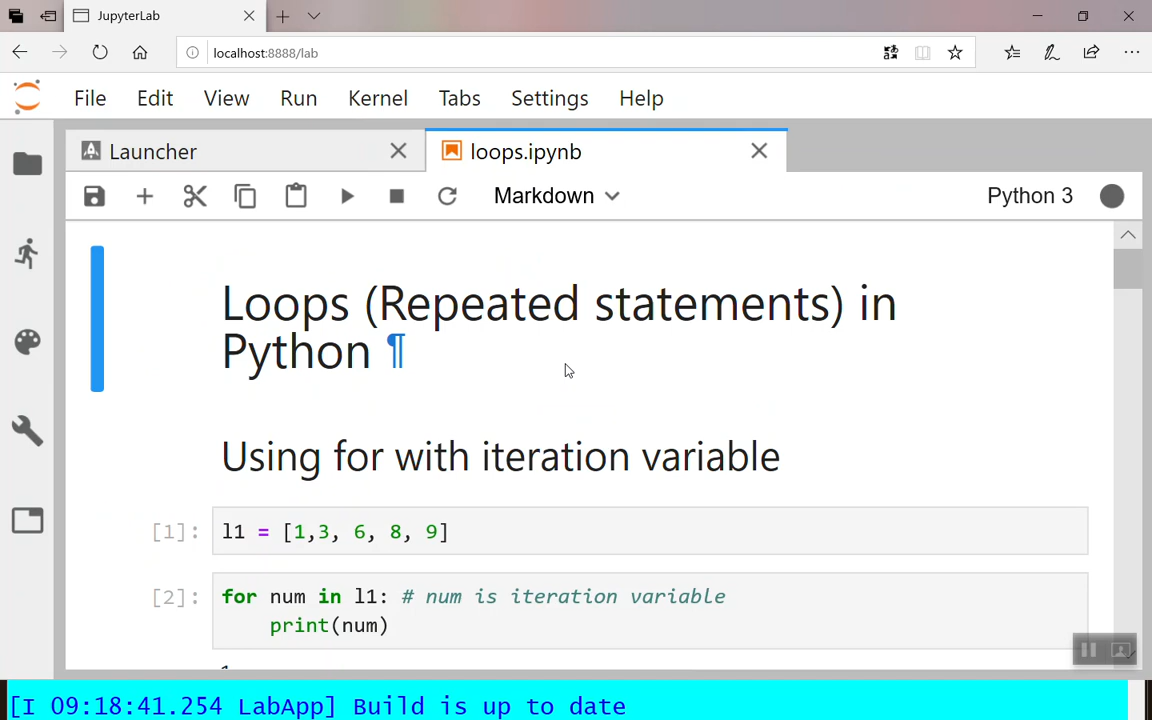 JupyterLab
localhost:8888/lab
File Edit View Run Kernel Tabs Settings Help
Launcher loops.ipynb
Markdown Python 3
Loops (Repeated statements) in
Python ¶
Using for with iteration variable
[1]: l1 = [1,3, 6, 8, 9]
[2]: for num in l1: # num is iteration variable
print(num)
[I 09:18:41.254 LabApp] Build is up to date